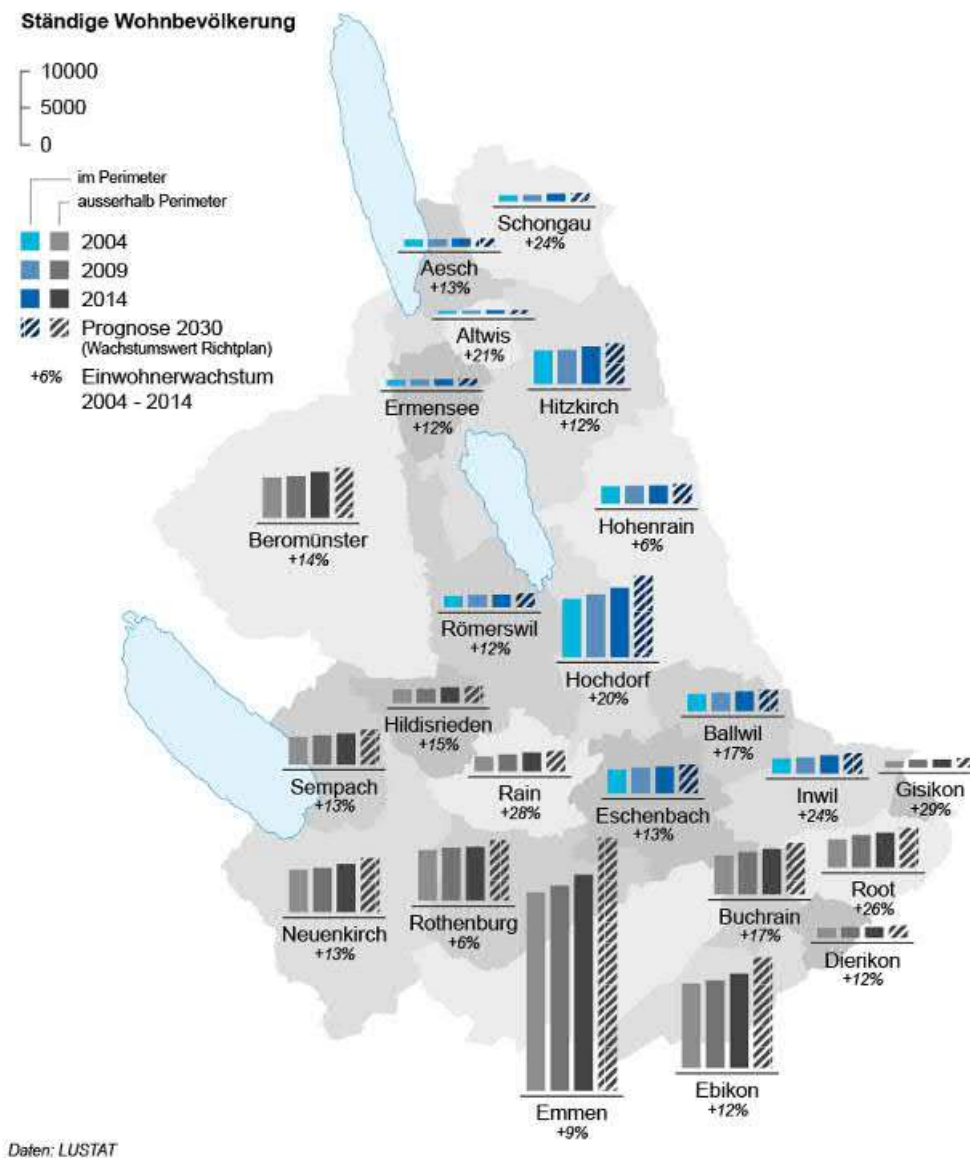 Ständige Wohnbevölkerung
10000
5000
0
im Perimeter
ausserhalb Perimeter
2004
2009
2014
Prognose 2030
(Wachstumswert Richtplan)
+6% Einwohnerwachstum
2004 - 2014
Schongau
+24%
Aesch
+13%
Altwis
+21%
Ermensee
+12%
Hitzkirch
+12%
Beromünster
+14%
Hohenrain
+6%
Römerswil
+12%
Hochdorf
+20%
Hildisrieden
+15%
Ballwil
+17%
Sempach
+13%
Rain
+28%
Eschenbach
+13%
Inwil
+24%
Gisikon
+29%
Neuenkirch
+13%
Rothenburg
+6%
Buchrain
+17%
Root
+26%
Dierikon
+12%
Emmen
+9%
Ebikon
+12%
Daten: LUSTAT